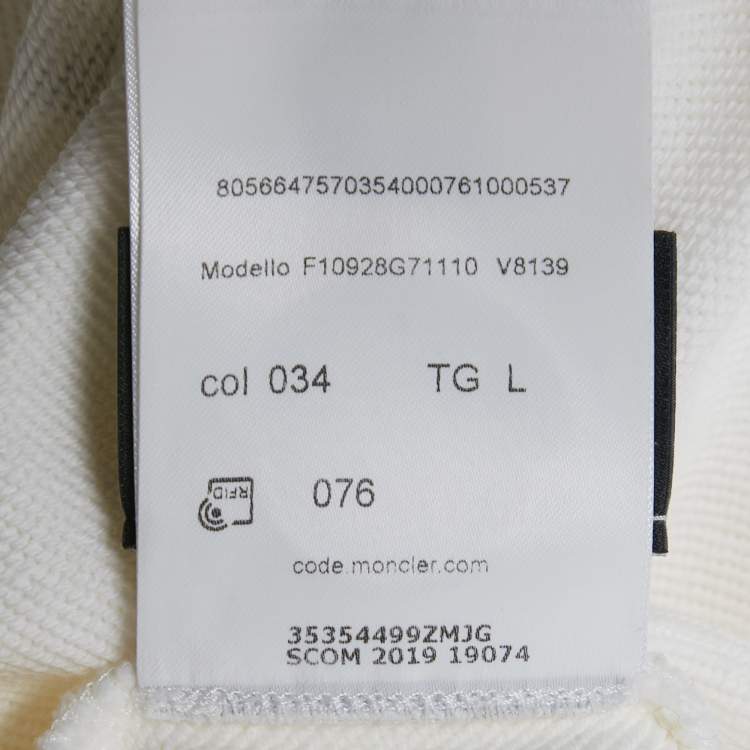 8056647570354000761000537
Modello F10928G71110 V8139
col 034 TG L
RFID 076
code.moncler.com
35354499ZMJG
SCOM 2019 19074